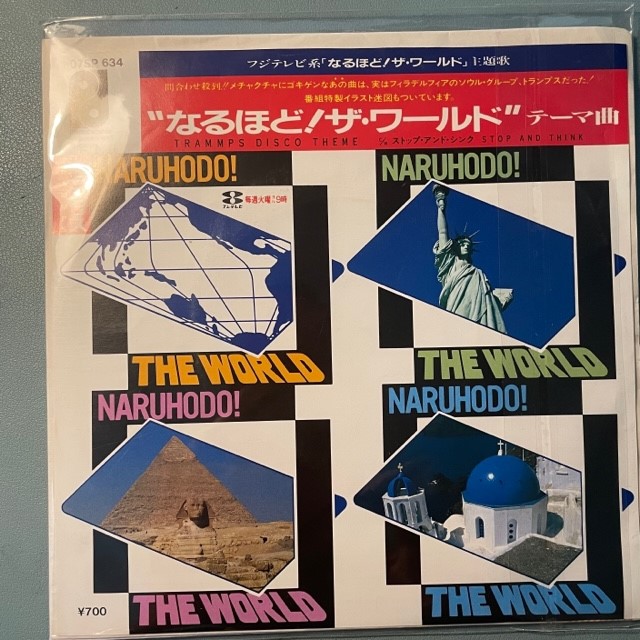 07SP 634
フジテレビ系「なるほど!ザ・ワールド」主題歌
問合わせ殺到!!メチャクチャにゴキゲンなあの曲は、実はフィラデルフィアのソウル・グループ、トランプスだった!
番組特製イラスト迷図もついています。
"なるほど!ザ・ワールド"テーマ曲
TRAMMPS DISCO THEME ストップ・アンド・シンク STOP AND THINK
NARUHODO! NARUHODO!
8 毎週火曜 9時
THE WORLD THE WORLD
NARUHODO! NARUHODO!
¥700 THE WORLD THE WORLD